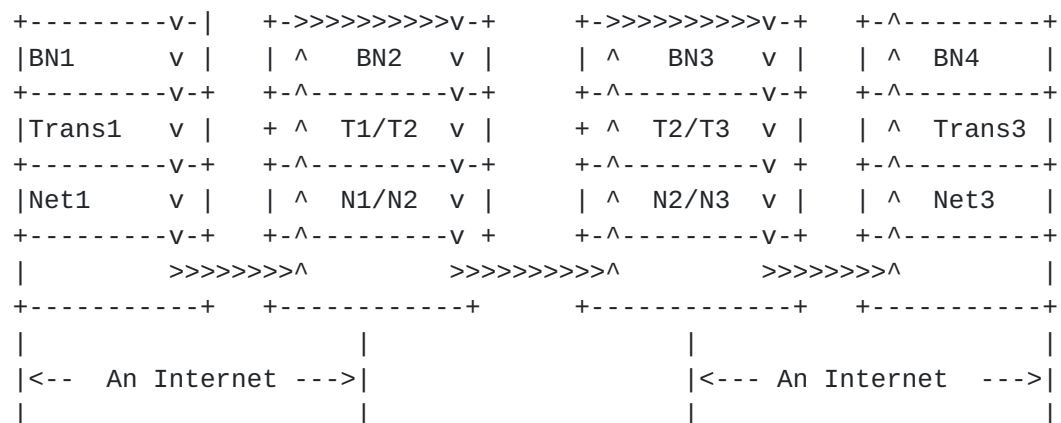 +---------v-|   +->>>>>>>>>>v-+     +->>>>>>>>>>v-+   +-^---------+
|BN1      v |   | ^   BN2   v |     | ^   BN3   v |   | ^  BN4    |
+---------v-+   +-^---------v-+     +-^---------v-+   +-^---------+
|Trans1   v |   + ^  T1/T2  v |     + ^  T2/T3  v |   | ^  Trans3 |
+---------v-+   +-^---------v-+     +-^---------v +   +-^---------+
|Net1     v |   | ^  N1/N2  v |     | ^  N2/N3  v |   | ^  Net3   |
+---------v-+   +-^---------v +     +-^---------v-+   +-^---------+
|         >>>>>>>>^         >>>>>>>>>>^         >>>>>>>>^         |
+-----------+   +------------+      +-------------+   +-----------+
|                     |                    |                      |
|<--  An Internet --->|                    |<--- An Internet  --->|
|                     |                    |                      |